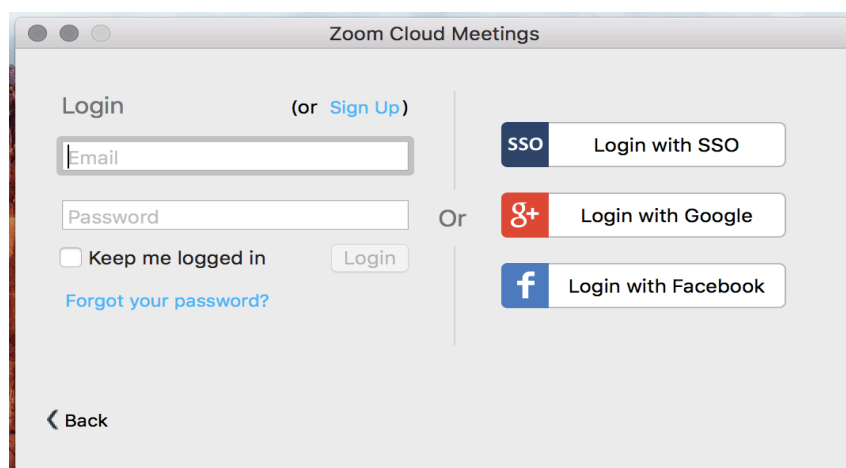 Zoom Cloud Meetings
Login (or Sign Up)
Email
Password
Keep me logged in Login
Forgot your password?
Or
SSO Login with SSO
g+ Login with Google
f Login with Facebook
Back